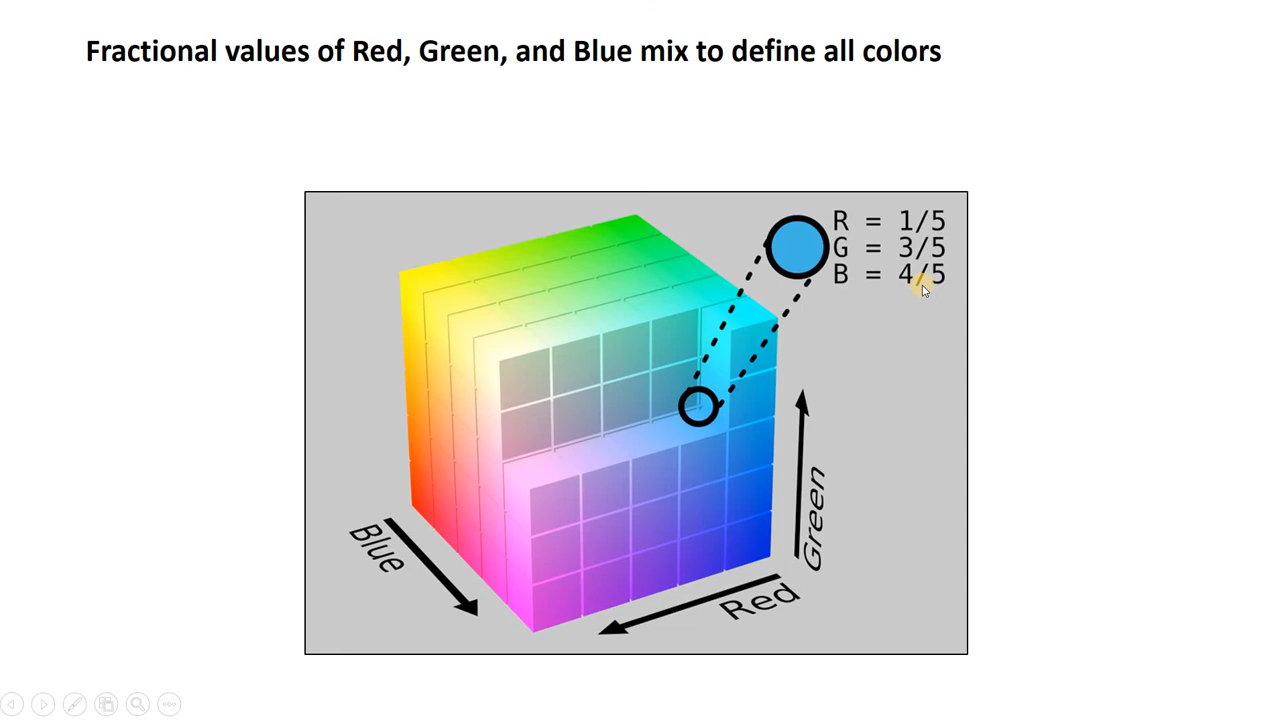 Fractional values of Red, Green, and Blue mix to define all colors
R = 1/5
G = 3/5
B = 4/5
Blue
Red
Green